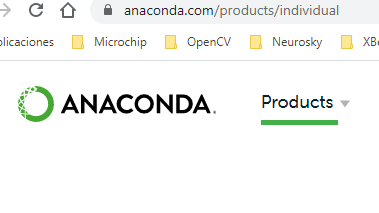 anaconda.com/products/individual
plicaciones Microchip OpenCV Neurosky XB
ANACONDA.
Products